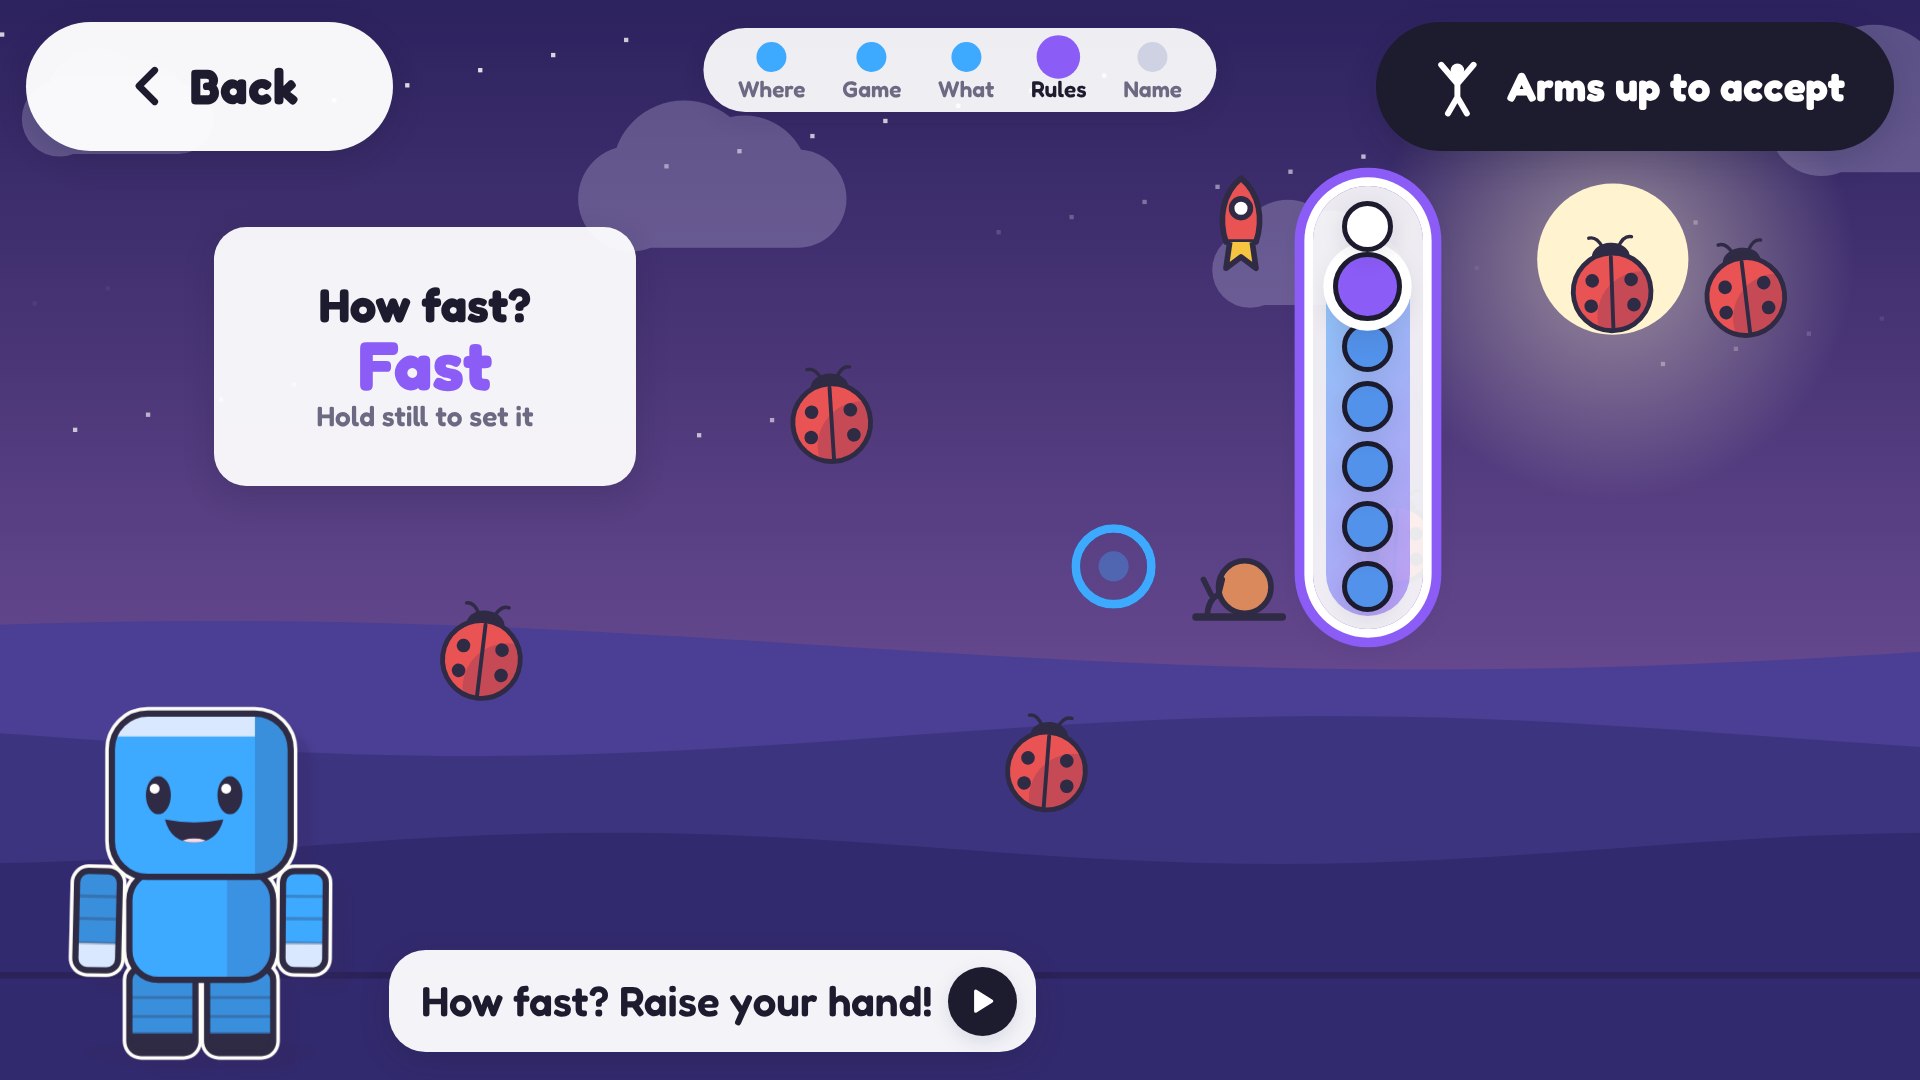 Back
Where
Game
What
Rules
Name
Arms up to accept
How fast?
Fast
Hold still to set it
How fast? Raise your hand!